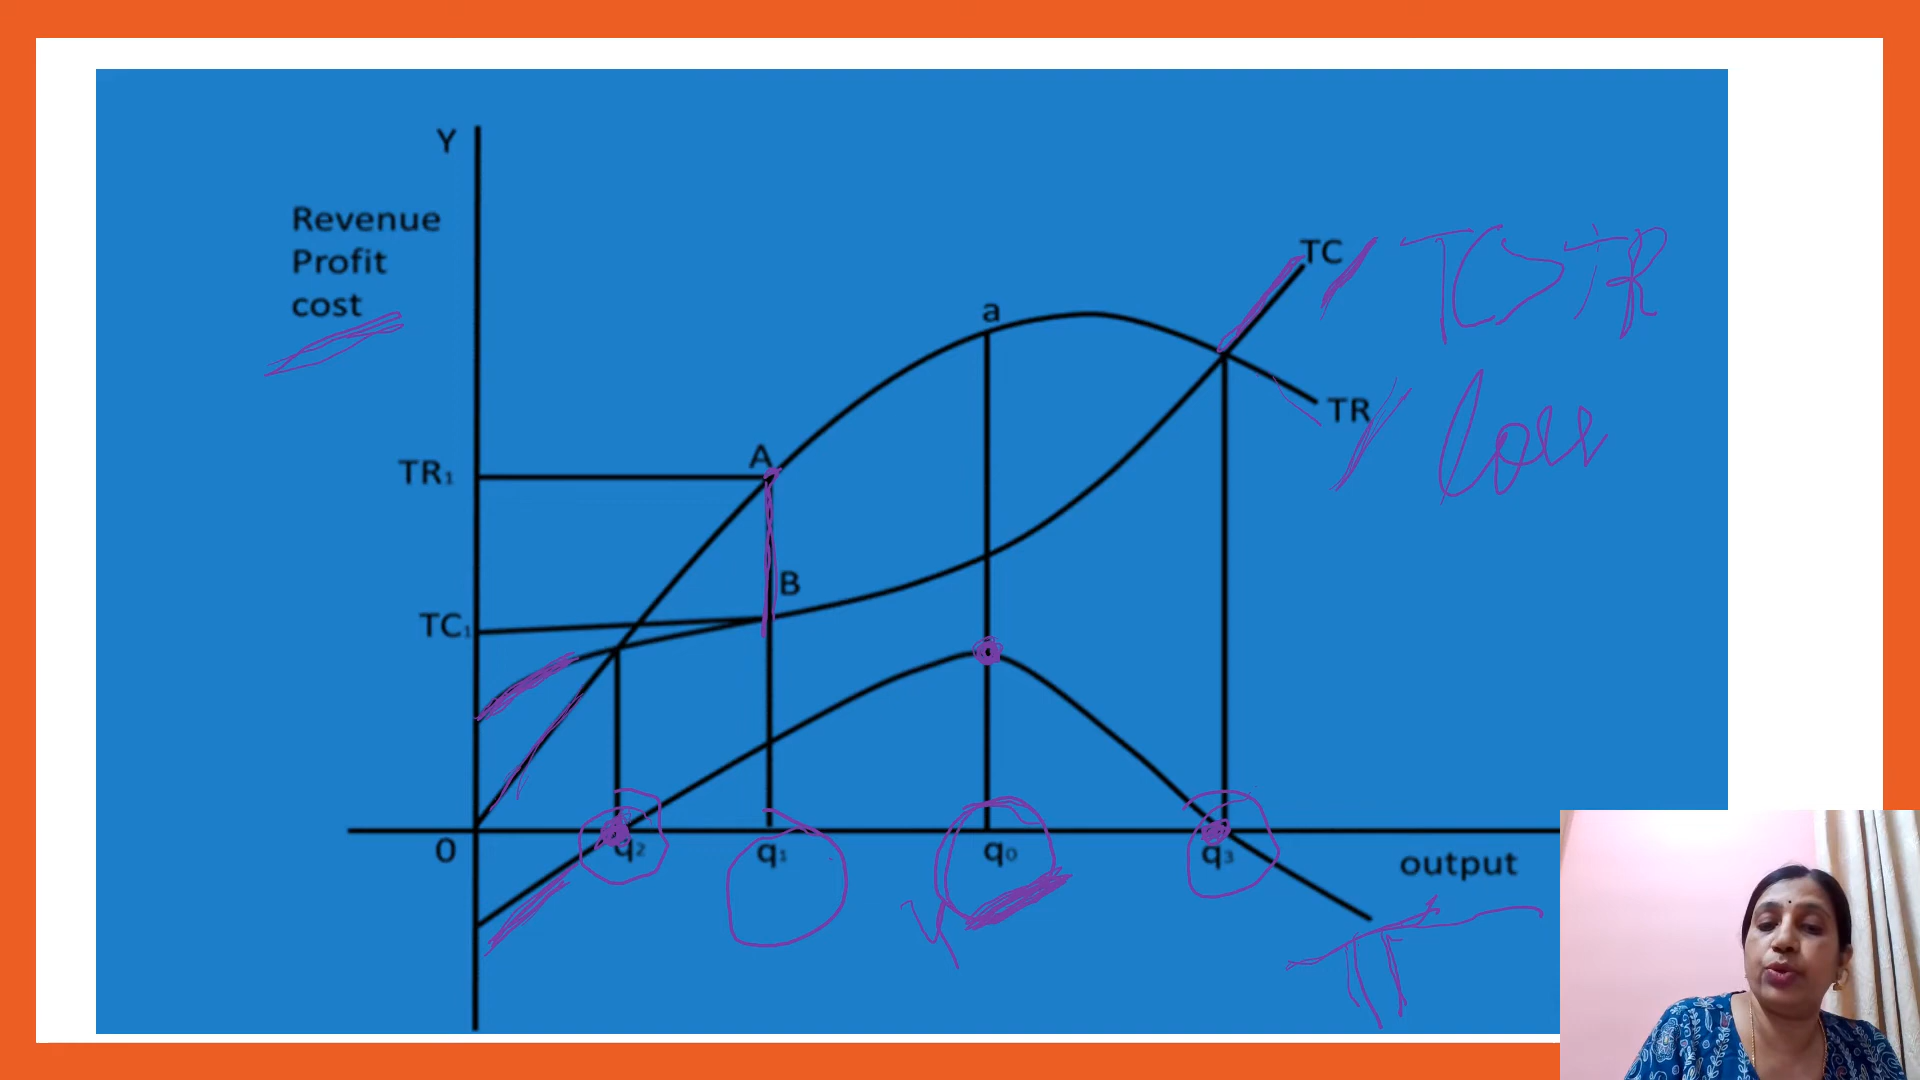 Y
Revenue
Profit
cost
TC
TC > TR
a
TR
loss
A
TR₁
B
TC₁
0
q₂
q₁
q₀
q₃
output
π